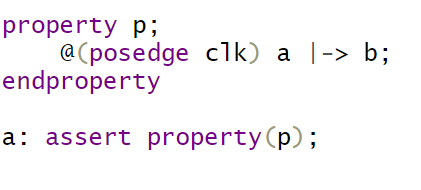 property p;
    @(posedge clk) a |-> b;
endproperty

a: assert property(p);